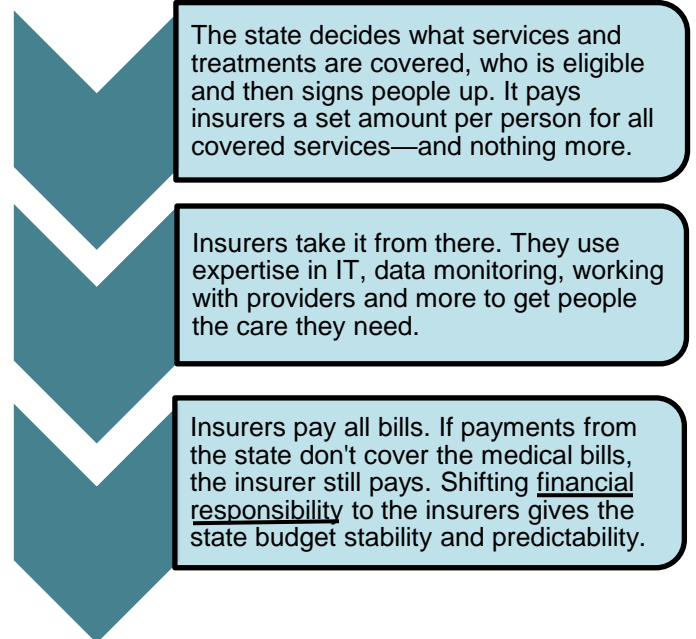 The state decides what services and
treatments are covered, who is eligible
and then signs people up. It pays
insurers a set amount per person for all
covered services—and nothing more.
Insurers take it from there. They use
expertise in IT, data monitoring, working
with providers and more to get people
the care they need.
Insurers pay all bills. If payments from
the state don't cover the medical bills,
the insurer still pays. Shifting financial
responsibility to the insurers gives the
state budget stability and predictability.